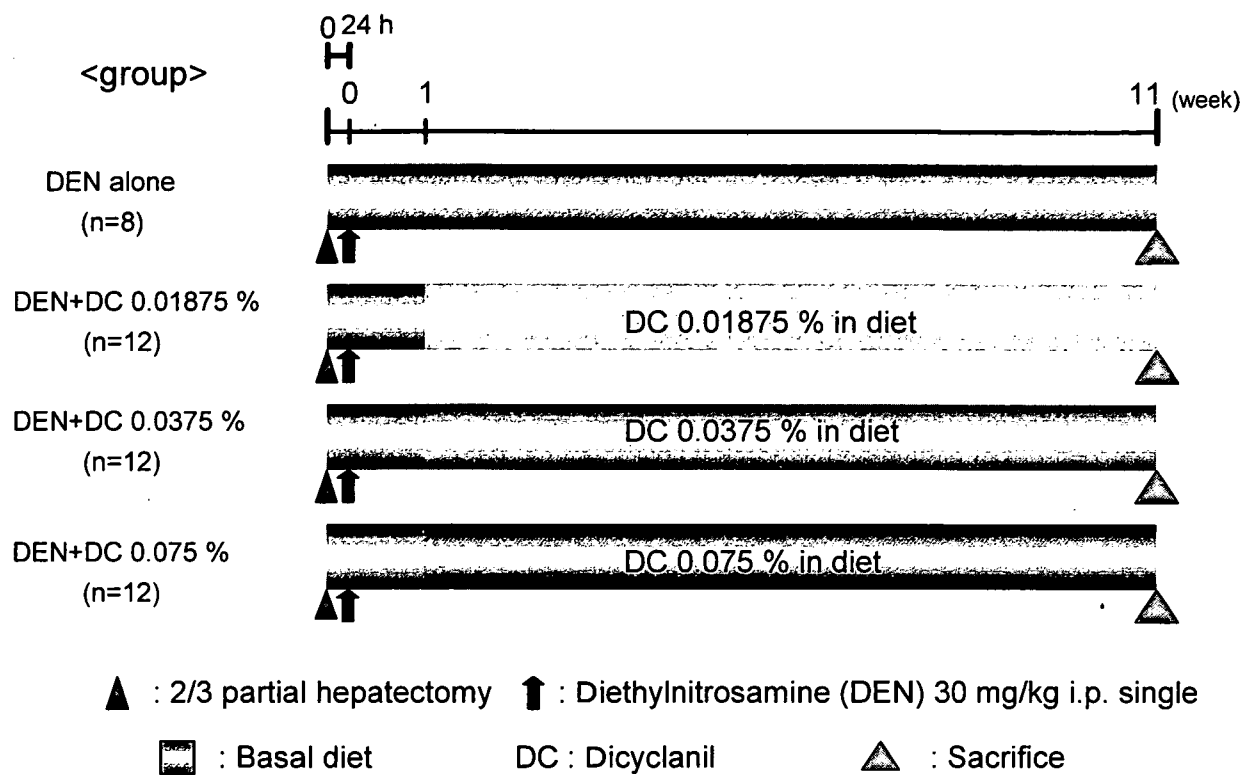 0 24 h
<group>
0 1 11 (week)
DEN alone
(n=8)
DEN+DC 0.01875 %
(n=12)
DC 0.01875 % in diet
DEN+DC 0.0375 %
(n=12)
DC 0.0375 % in diet
DEN+DC 0.075 %
(n=12)
DC 0.075 % in diet
: 2/3 partial hepatectomy : Diethylnitrosamine (DEN) 30 mg/kg i.p. single
: Basal diet DC : Dicyclanil : Sacrifice